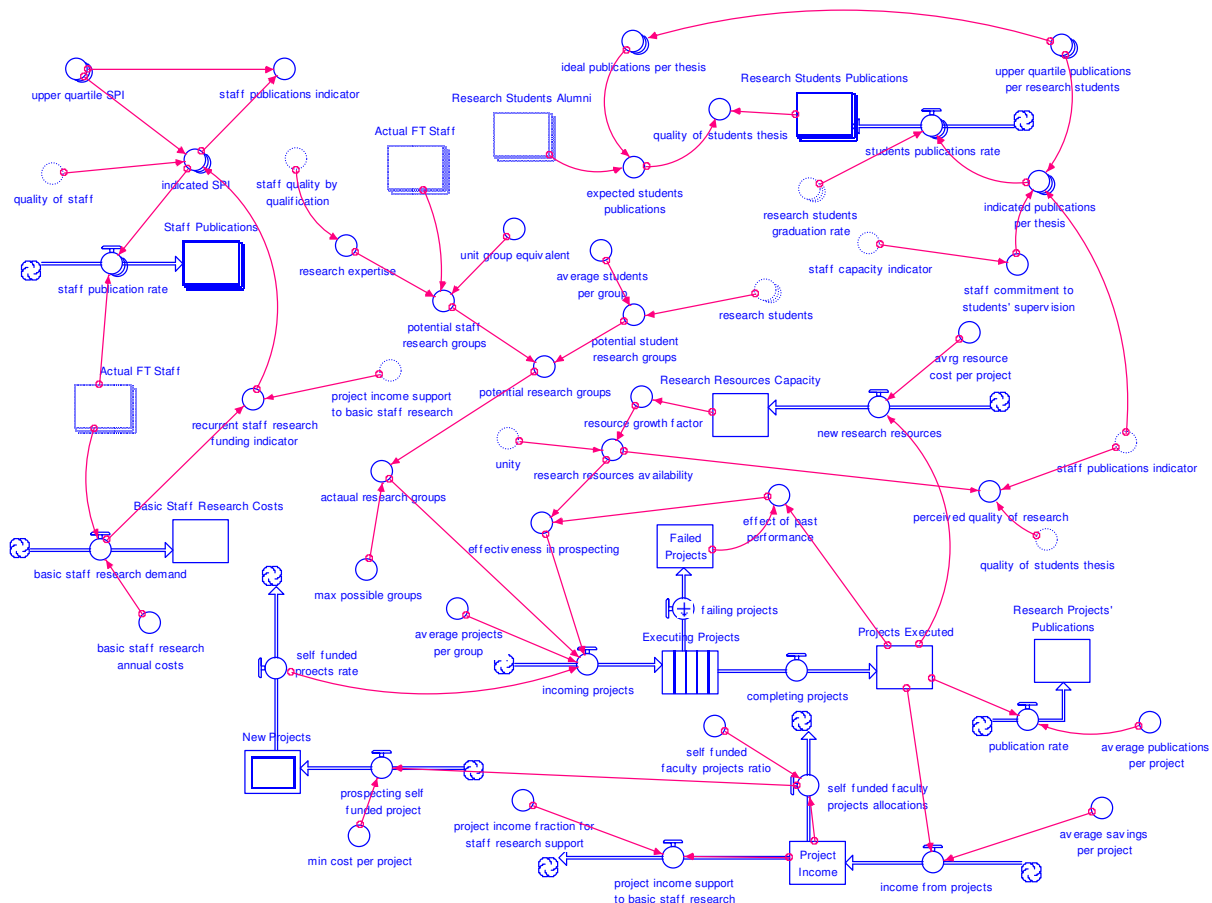 ideal publications per thesis
upper quartile publications
per research students
upper quartile SPI
staff publications indicator
Research Students Publications
Research Students Alumni
Actual FT Staff
quality of students thesis
students publications rate
quality of staff
indicated SPI
staff quality by
qualification
expected students
publications
research students
graduation rate
indicated publications
per thesis
Staff Publications
research expertise
unit group equivalent
average students
per group
staff capacity indicator
staff commitment to
students' supervision
staff publication rate
potential staff
research groups
research students
potential student
research groups
avrg resource
cost per project
Actual FT Staff
project income support
to basic staff research
potential research groups
Research Resources Capacity
recurrent staff research
funding indicator
resource growth factor
new research resources
unity
research resources availability
staff publications indicator
actaual research groups
Basic Staff Research Costs
effect of past
performance
perceived quality of research
effectiveness in prospecting
Failed
Projects
basic staff research demand
max possible groups
quality of students thesis
failing projects
average projects
per group
Research Projects'
Publications
basic staff research
annual costs
self funded
proects rate
Executing Projects
Projects Executed
incoming projects
completing projects
New Projects
self funded
faculty projects ratio
publication rate
average publications
per project
prospecting self
funded project
self funded faculty
projects allocations
project income fraction for
staff research support
average savings
per project
min cost per project
Project
Income
project income support
to basic staff research
income from projects